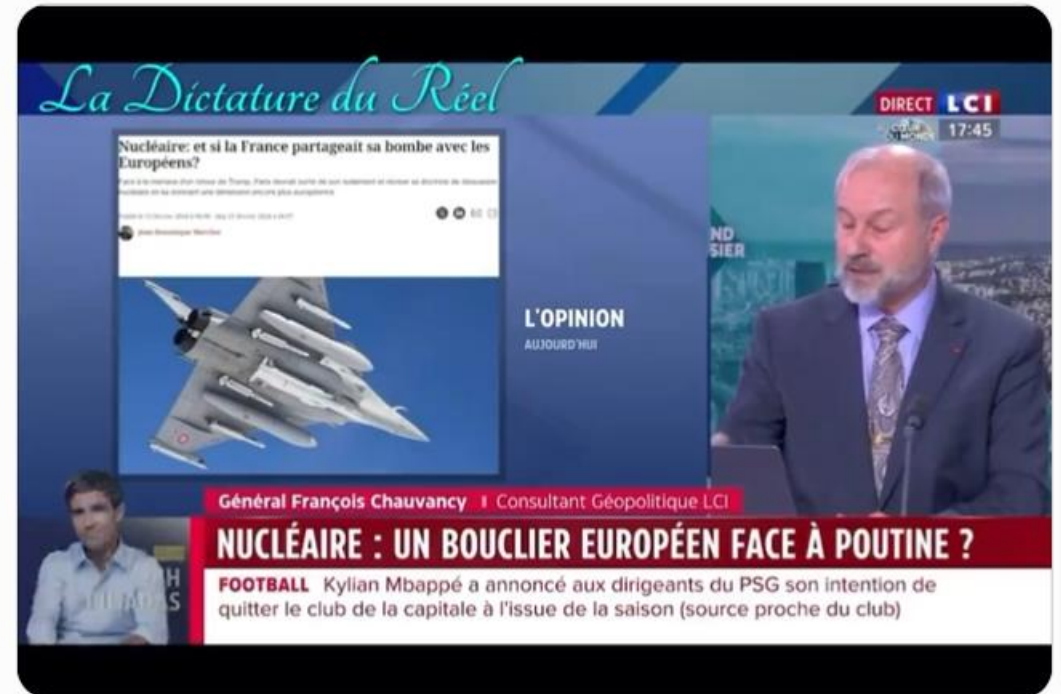 La Dictature du Réel
DIRECT LCI
17:45
Nucléaire: et si la France partageait sa bombe avec les
Européens?
L'OPINION
AUJOURD'HUI
Général François Chauvancy Consultant Géopolitique LCI
NUCLÉAIRE : UN BOUCLIER EUROPÉEN FACE À POUTINE ?
FOOTBALL Kylian Mbappé a annoncé aux dirigeants du PSG son intention de
quitter le club de la capitale à l'issue de la saison (source proche du club)